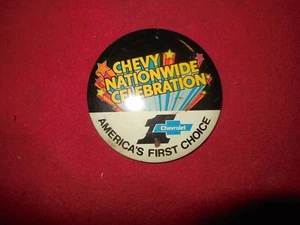 CHEVY
NATIONWIDE
CELEBRATION
Chevrolet
AMERICA'S FIRST CHOICE